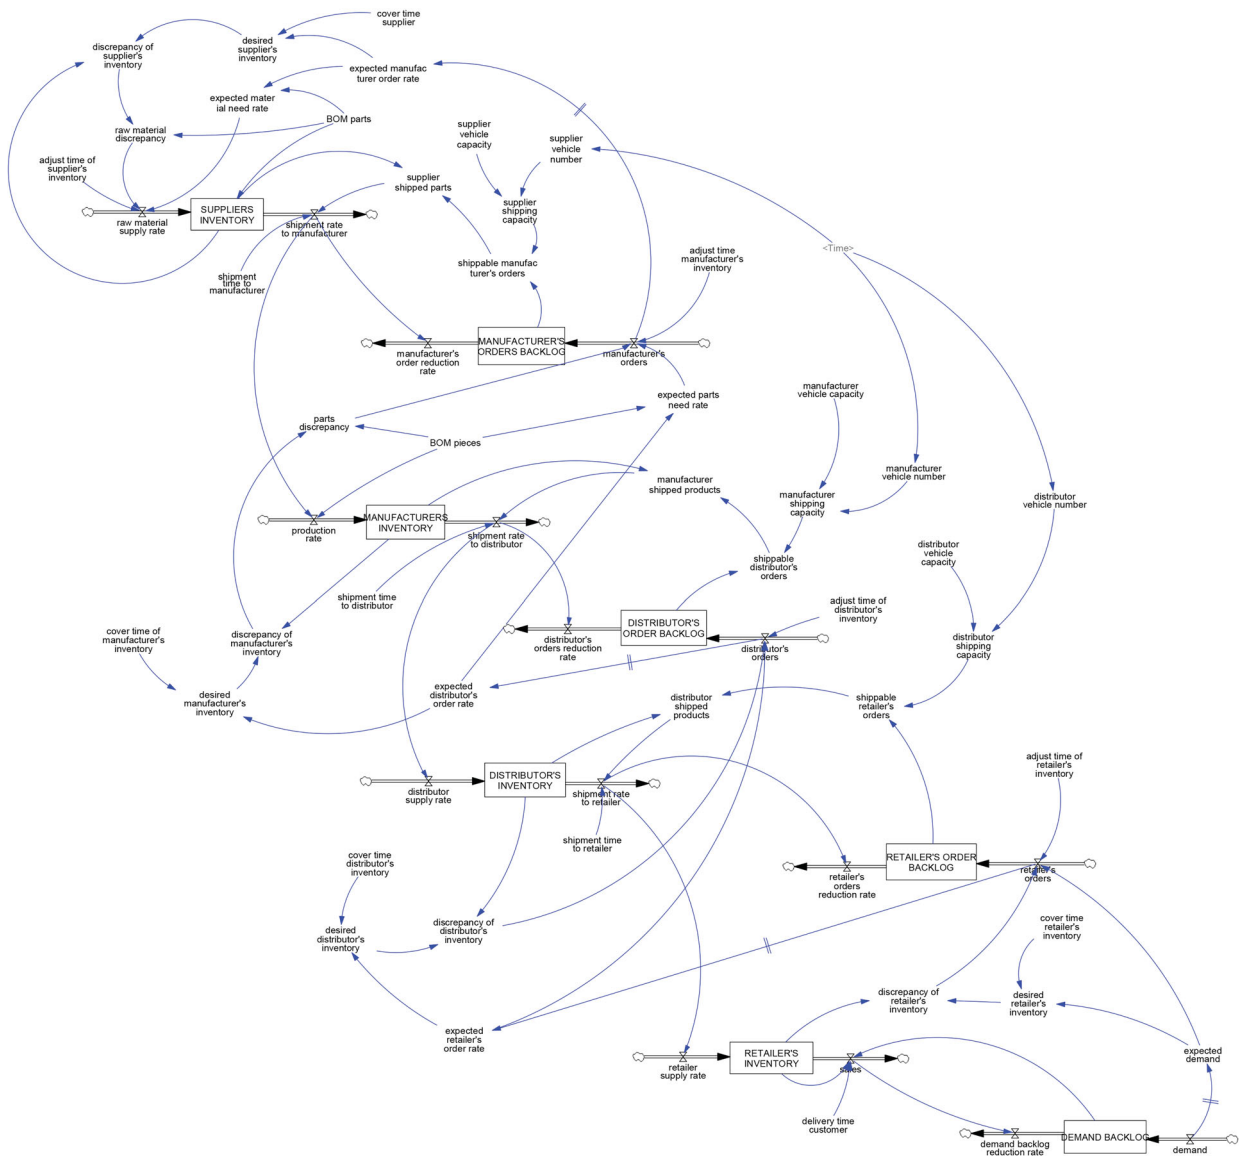 cover time
supplier
discrepancy of
supplier's
inventory
desired
supplier's
inventory
expected manufac
turer order rate
expected mater
ial need rate
BOM parts
raw material
discrepancy
adjust time of
supplier's
inventory
supplier
vehicle
capacity
supplier
vehicle
number
supplier
shipped parts
supplier
shipping
capacity
SUPPLIERS
INVENTORY
raw material
supply rate
shipment rate
to manufacturer
shipment
time to
manufacturer
shippable manufac
turer's orders
adjust time
manufacturer's
inventory
<Time>
MANUFACTURER'S
ORDERS BACKLOG
manufacturer's
order reduction
rate
manufacturer's
orders
expected parts
need rate
manufacturer
vehicle capacity
parts
discrepancy
BOM pieces
manufacturer
vehicle number
manufacturer
shipped products
manufacturer
shipping
capacity
distributor
vehicle number
MANUFACTURERS
INVENTORY
production
rate
shipment rate
to distributor
shippable
distributor's
orders
distributor
vehicle
capacity
shipment time
to distributor
adjust time of
distributor's
inventory
DISTRIBUTOR'S
ORDER BACKLOG
distributor's
orders reduction
rate
distributor's
orders
distributor
shipping
capacity
cover time of
manufacturer's
inventory
discrepancy of
manufacturer's
inventory
desired
manufacturer's
inventory
expected
distributor's
order rate
distributor
shipped
products
shippable
retailer's
orders
DISTRIBUTOR'S
INVENTORY
distributor
supply rate
shipment rate
to retailer
shipment time
to retailer
adjust time of
retailer's
inventory
RETAILER'S ORDER
BACKLOG
retailer's
orders
reduction rate
retailer's
orders
cover time
distributor's
inventory
desired
distributor's
inventory
discrepancy of
distributor's
inventory
cover time
retailer's
inventory
discrepancy of
retailer's
inventory
desired
retailer's
inventory
expected
retailer's
order rate
RETAILER'S
INVENTORY
retailer
supply rate
sales
expected
demand
delivery time
customer
DEMAND BACKLOG
demand backlog
reduction rate
demand